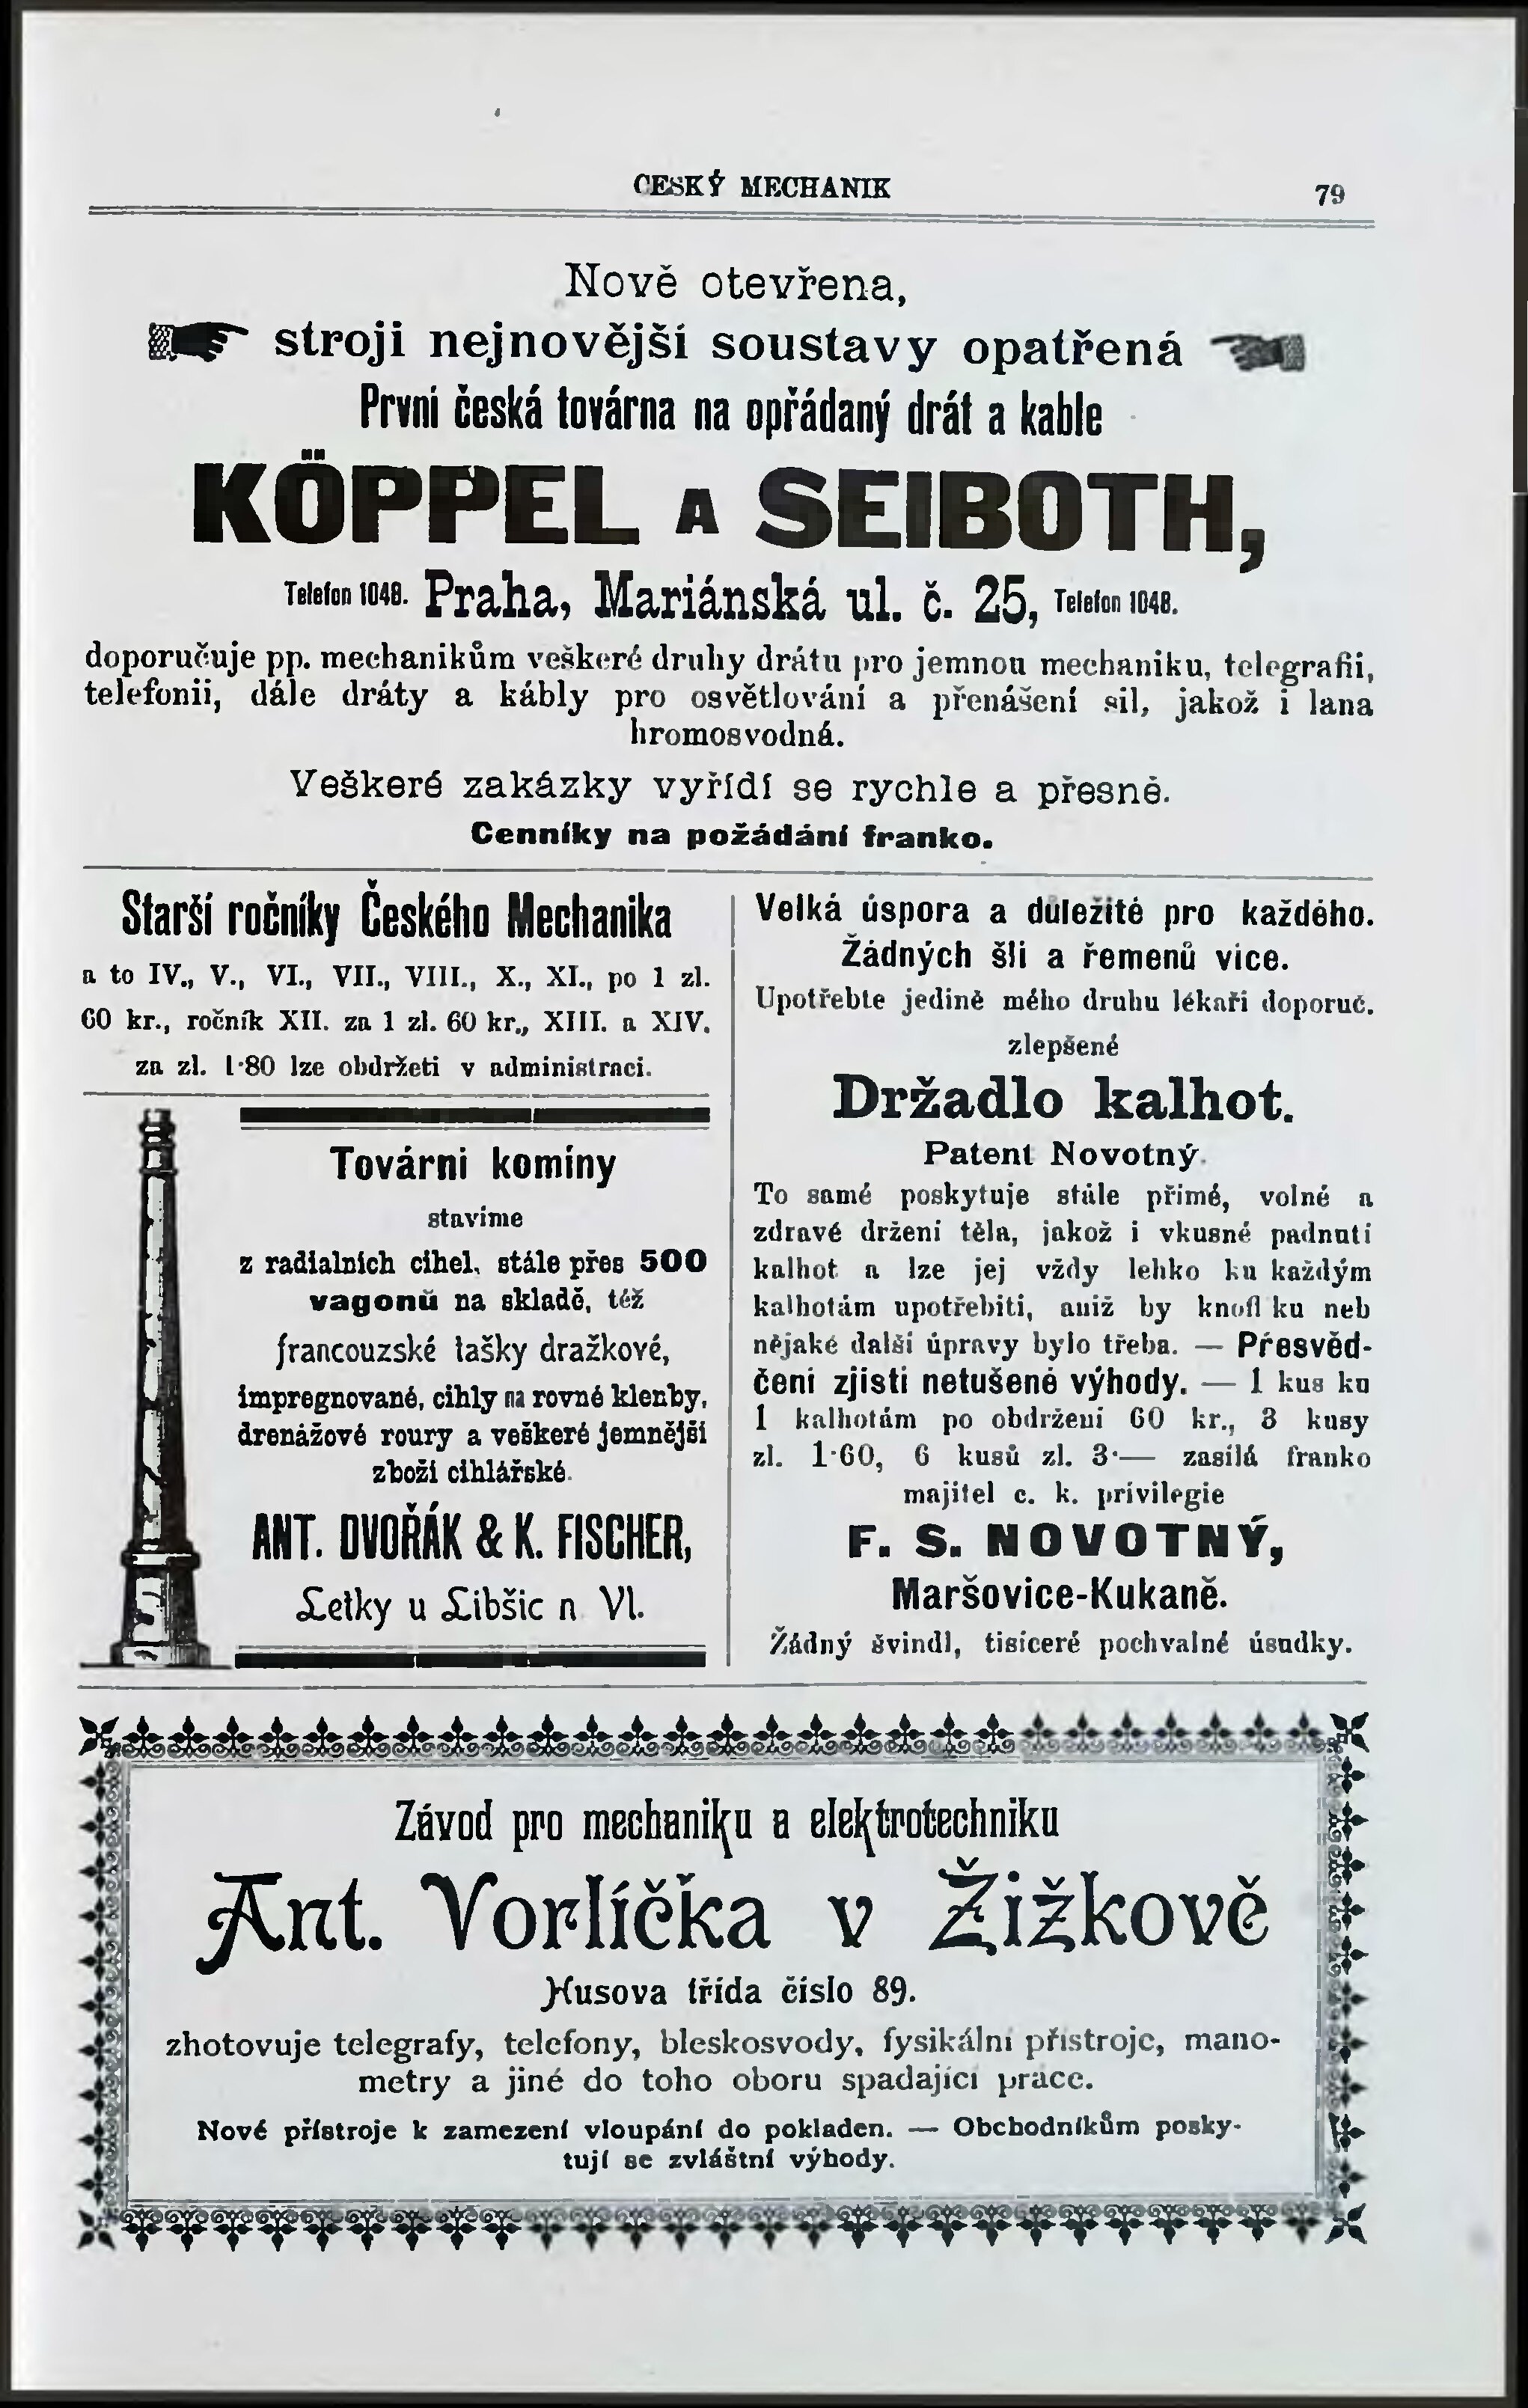 ČESKÝ MECHANIK 79
Nově otevřena,
stroji nejnovější soustavy opatřená
První česká továrna na opřádaný drát a kable
KÖPPEL A SEIBOTH,
Telefon 1048. Praha, Mariánská ul. č. 25, Telefon 1048.
doporučuje pp. mechanikům veškeré druhy drátu pro jemnou mechaniku, telegrafii,
telefonii, dále dráty a kábly pro osvětlování a přenášení sil, jakož i lana
hromosvodná.
Veškeré zakázky vyřídí se rychle a přesně.
Cenníky na požádání franko.
Starší ročníky Českého Mechanika
a to IV., V., VI., VII., VIII., X., XI., po 1 zl.
60 kr., ročník XII. za 1 zl. 60 kr., XIII. a XIV.
za zl. 1·80 lze obdržeti v administraci.
Tovární komíny
stavíme
z radialních cihel, stále přes 500
vagonů na skladě, též
francouzské tašky dražkové,
impregnované, cihly na rovné klenby,
drenážové roury a veškeré jemnější
zboží cihlářské.
ANT. DVOŘÁK & K. FISCHER,
Letky u Libšic n. Vl.
Velká úspora a důležité pro každého.
Žádných šlí a řemenů více.
Upotřebte jedině mého druhu lékaři doporuč.
zlepšené
Držadlo kalhot.
Patent Novotný.
To samé poskytuje stále přímé, volné a
zdravé držení těla, jakož i vkusné padnutí
kalhot a lze jej vždy lehko ku každým
kalhotám upotřebiti, aniž by knoflíku neb
nějaké další úpravy bylo třeba. — Přesvěd-
čení zjistí netušené výhody. — 1 kus ku
1 kalhotám po obdržení 60 kr., 3 kusy
zl. 1·60, 6 kusů zl. 3·— zasílá franko
majitel c. k. privilegie
F. S. NOVOTNÝ,
Maršovice-Kukaně.
Žádný švindl, tisíceré pochvalné úsudky.
Závod pro mechaniku a elektrotechniku
Ant. Vorlíčka v Žižkově
Husova třída číslo 89.
zhotovuje telegrafy, telefony, bleskosvody, fysikální přístroje, mano-
metry a jiné do toho oboru spadající práce.
Nové přístroje k zamezení vloupání do pokladen. — Obchodníkům posky-
tují se zvláštní výhody.